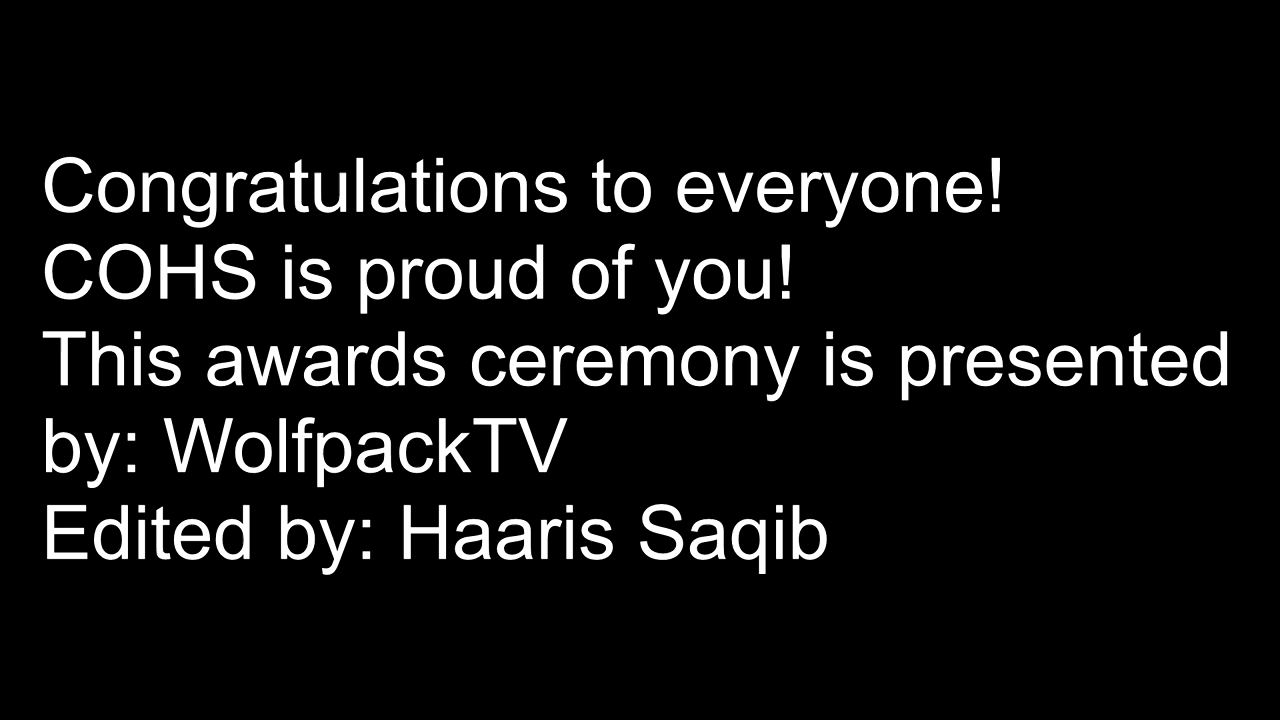 Congratulations to everyone!
COHS is proud of you!
This awards ceremony is presented
by: WolfpackTV
Edited by: Haaris Saqib